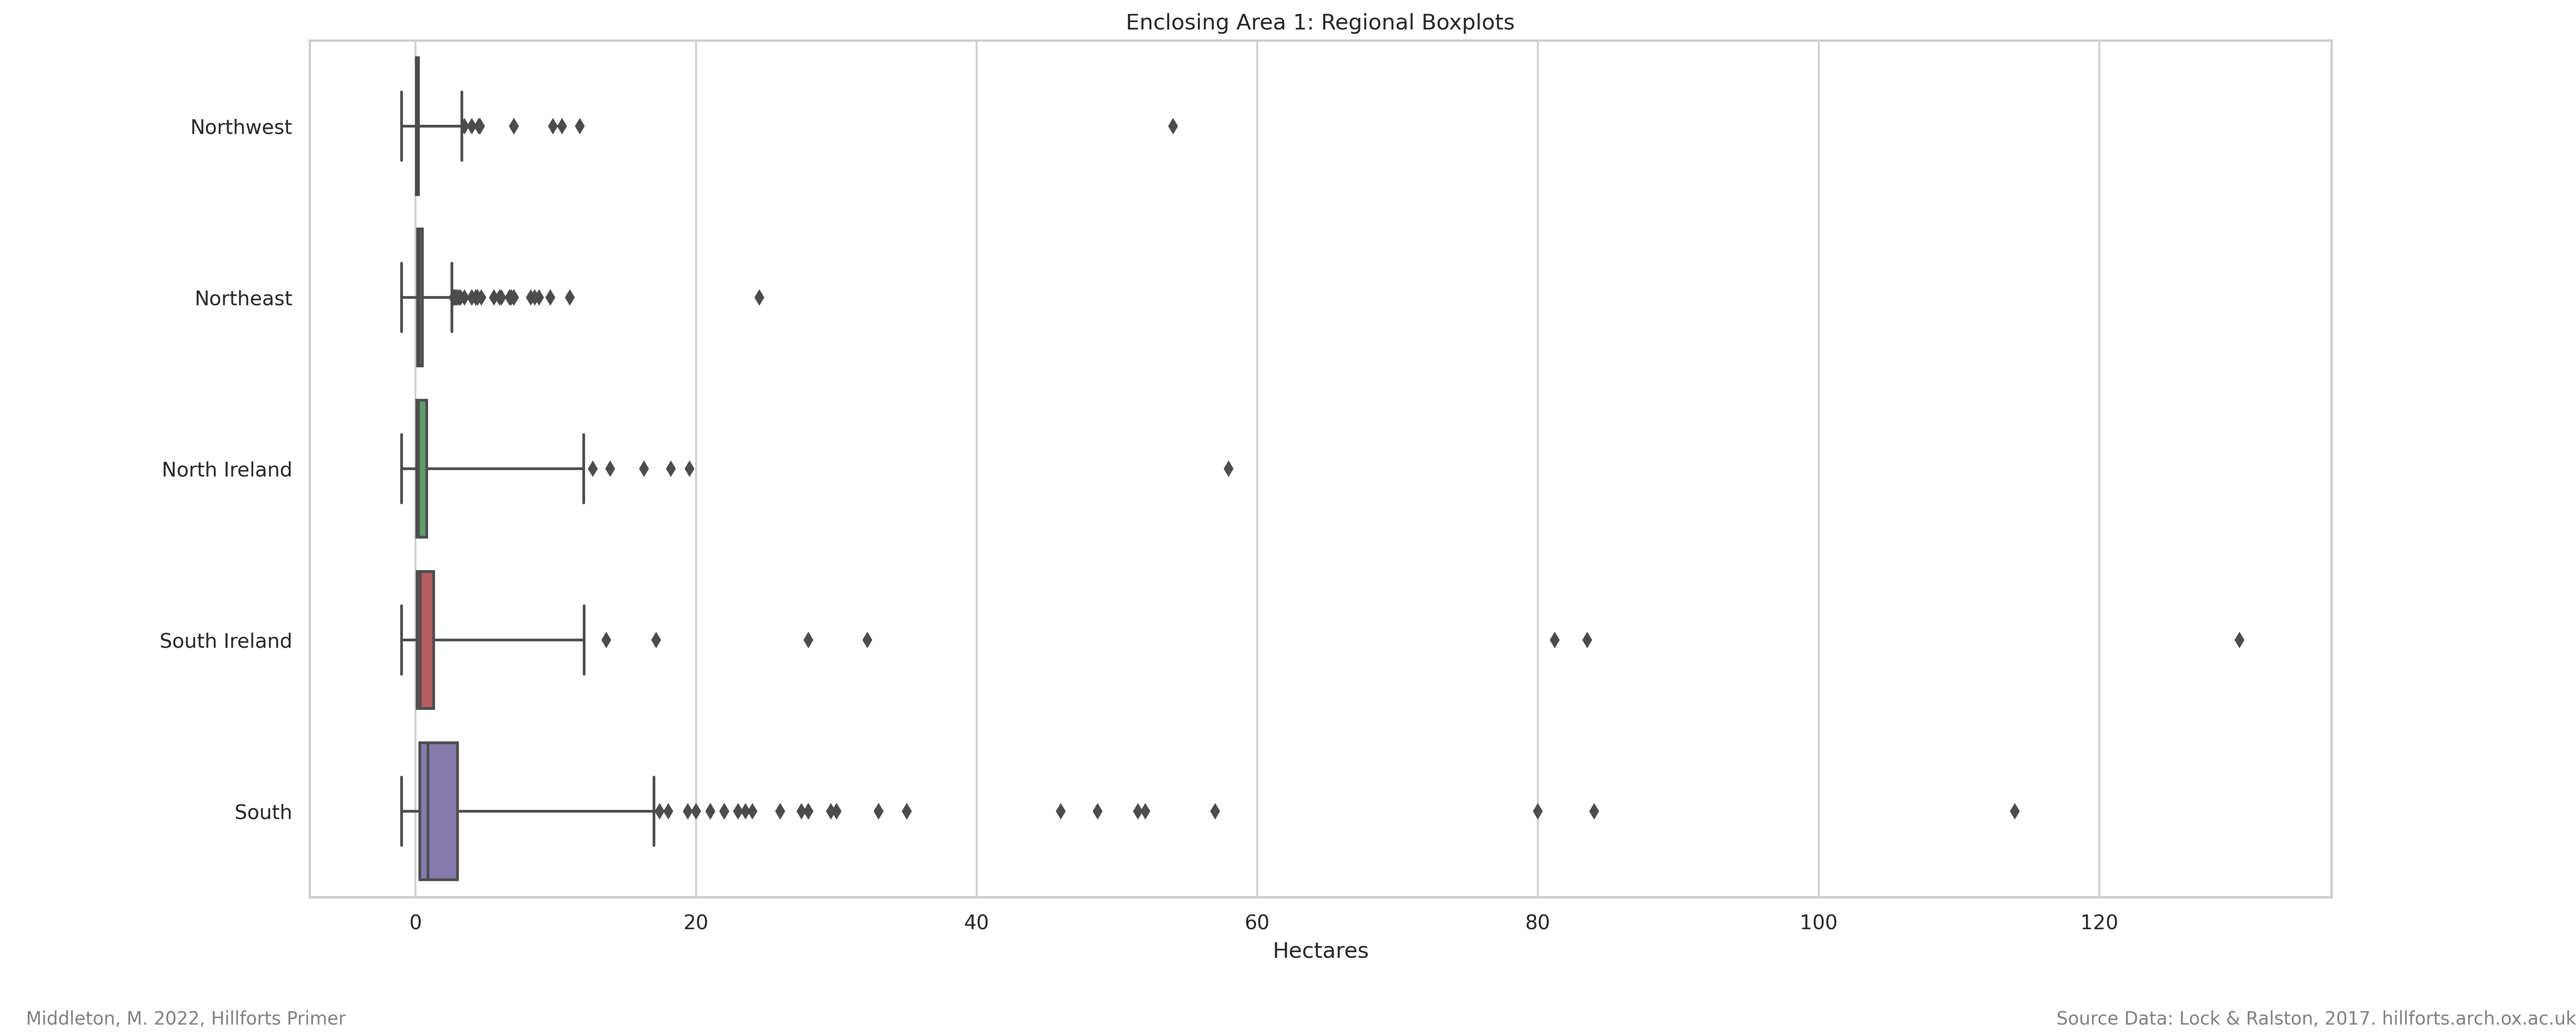 Enclosing Area 1: Regional Boxplots
Northwest
Northeast
North Ireland
South Ireland
South
0 20 40 60 80 100 120
Hectares
Middleton, M. 2022, Hillforts Primer
Source Data: Lock & Ralston, 2017. hillforts.arch.ox.ac.uk